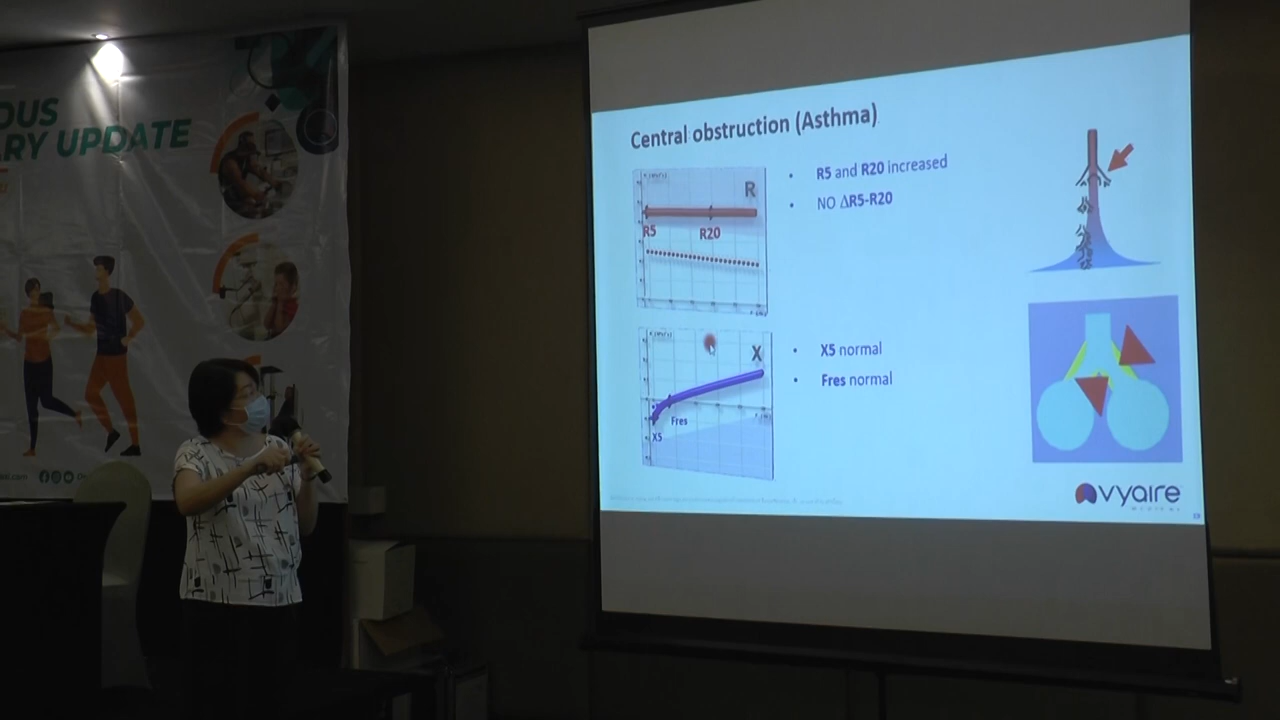 OUS
RY UPDATE
Central obstruction (Asthma)
• R5 and R20 increased
• NO ΔR5-R20
R
R5
R20
X
• X5 normal
• Fres normal
Fres
X5
vyaire
MEDICAL